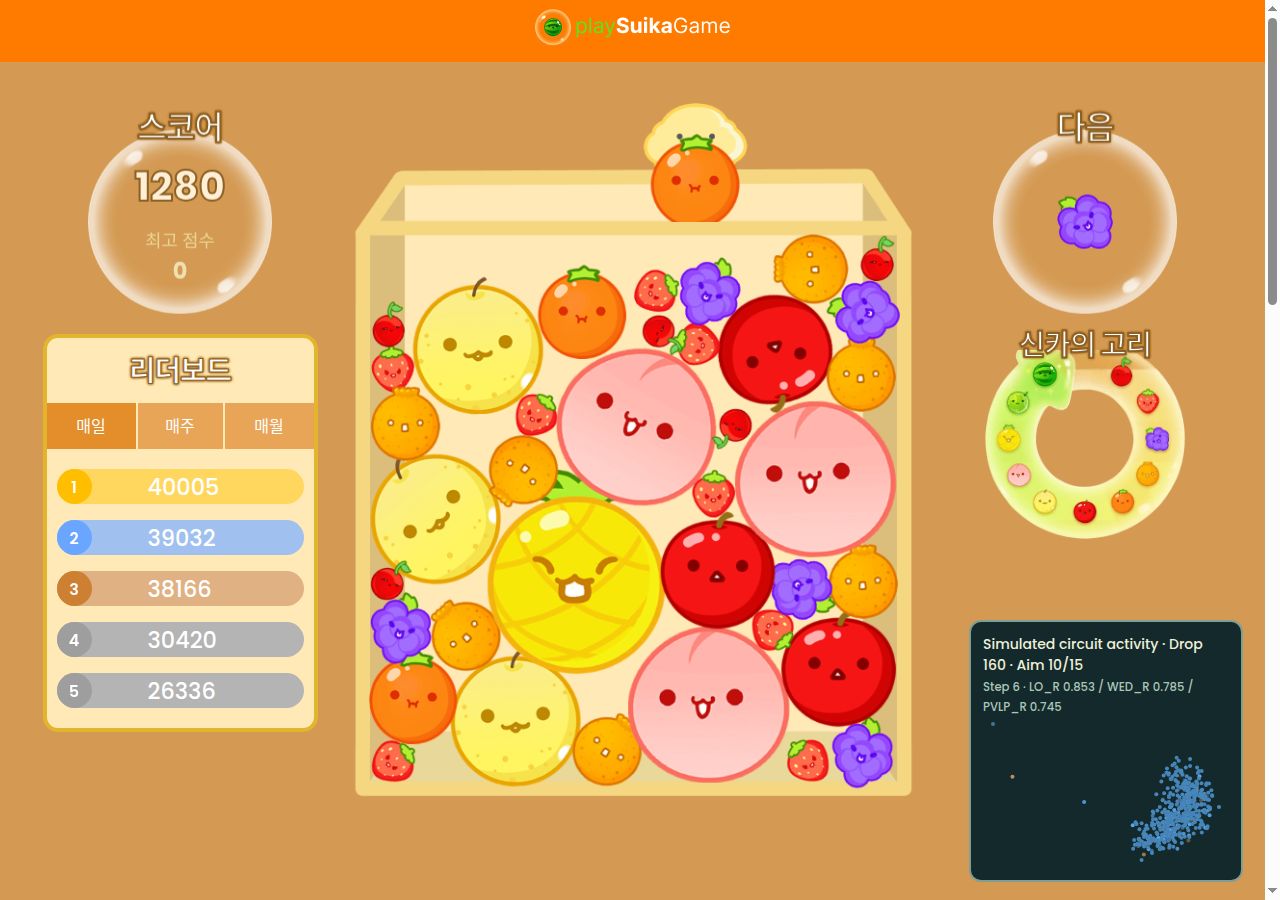 playSuikaGame
스코어
1280
최고 점수
0
리더보드
매일 매주 매월
1 40005
2 39032
3 38166
4 30420
5 26336
다음
신카의 고리
Simulated circuit activity · Drop
160 · Aim 10/15
Step 6 · LO_R 0.853 / WED_R 0.785 /
PVLP_R 0.745